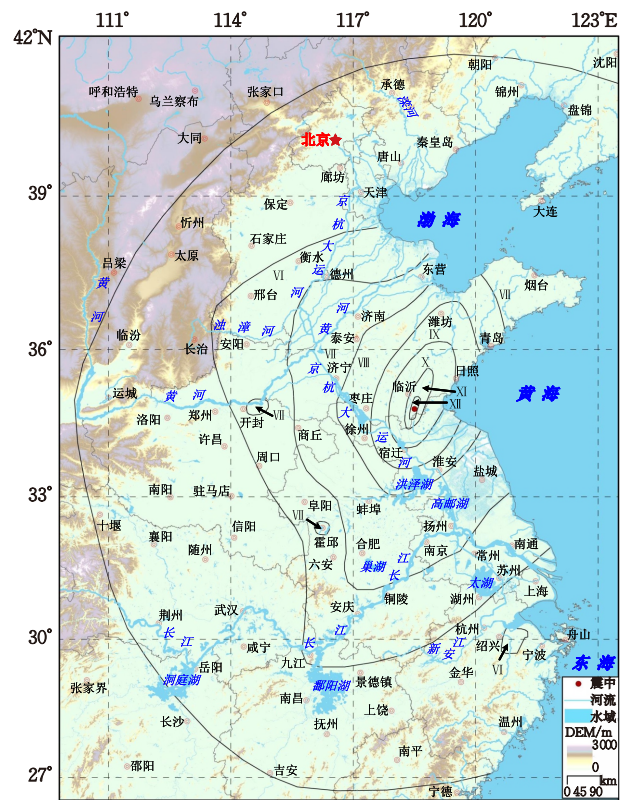 111° 114° 117° 120° 123°E
42°N
39°
36°
33°
30°
27°
朝阳
沈阳
呼和浩特
乌兰察布
张家口
承德
滦河
锦州
盘锦
大同
北京
秦皇岛
唐山
廊坊
天津
保定
京
杭
大
运
河
渤海
大连
忻州
石家庄
太原
衡水
德州
东营
吕梁
黄
河
VI
邢台
烟台
VII
浊漳河
河
黄
济南
潍坊
IX
青岛
临汾
长治
安阳
泰安
VII
VIII
X
济宁
京
杭
大
运
河
日照
临沂
XI
XII
黄海
运城
黄河
洛阳
郑州
开封
VII
枣庄
徐州
商丘
许昌
周口
宿迁
淮安
盐城
洪泽湖
高邮湖
南阳
驻马店
VII
阜阳
蚌埠
十堰
襄阳
信阳
随州
霍邱
六安
合肥
扬州
南京
南通
常州
苏州
巢湖
长
江
太湖
上海
铜陵
湖州
荆州
武汉
安庆
长
江
咸宁
长
江
杭州
绍兴
舟山
宁波
新安江
VI
东海
岳阳
九江
洞庭湖
张家界
南昌
鄱阳湖
景德镇
金华
上饶
长沙
抚州
温州
南平
邵阳
吉安
宁德
震中
河流
水域
DEM/m
3000
0
km
0 45 90